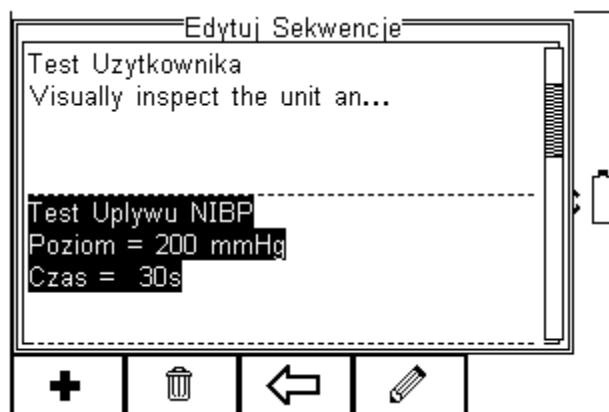 Edytuj Sekwencje
Test Uzytkownika
Visually inspect the unit an...
Test Uplywu NIBP
Poziom = 200 mmHg
Czas = 30s